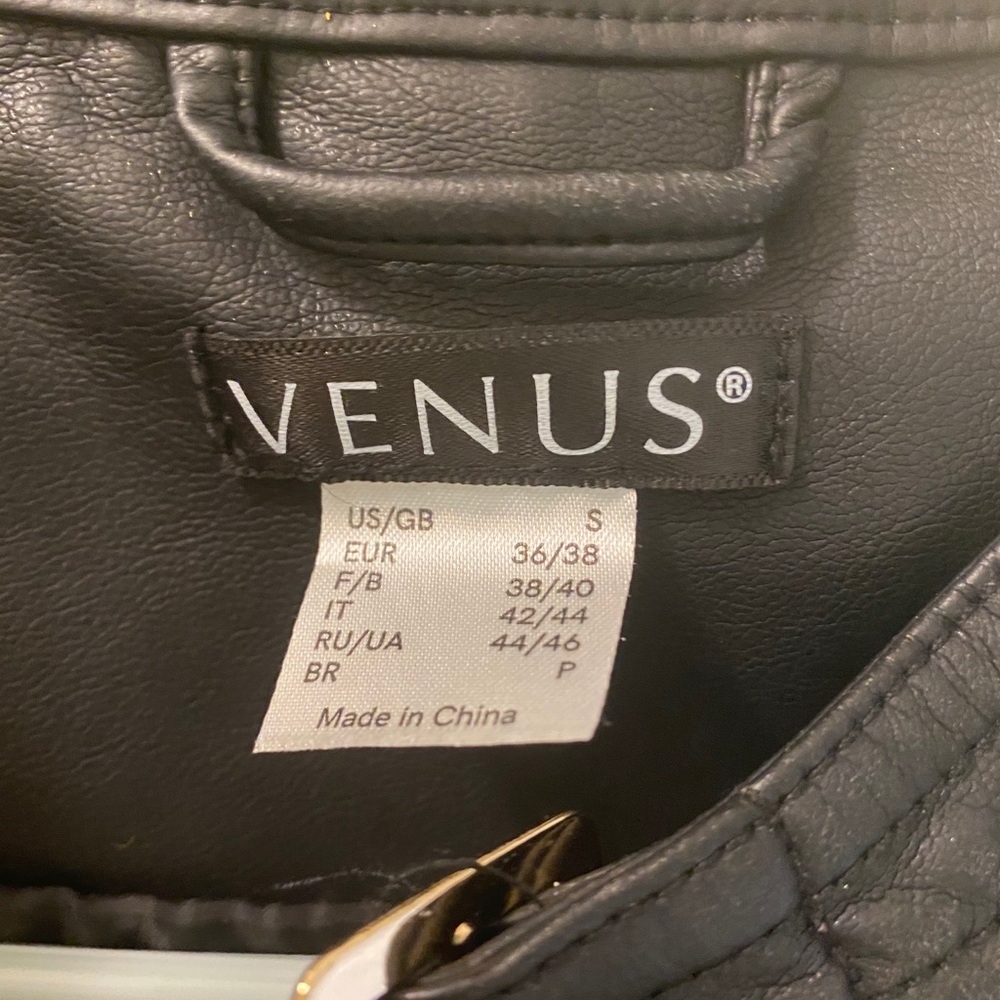 VENUS®
US/GB S
EUR 36/38
F/B 38/40
IT 42/44
RU/UA 44/46
BR P
Made in China